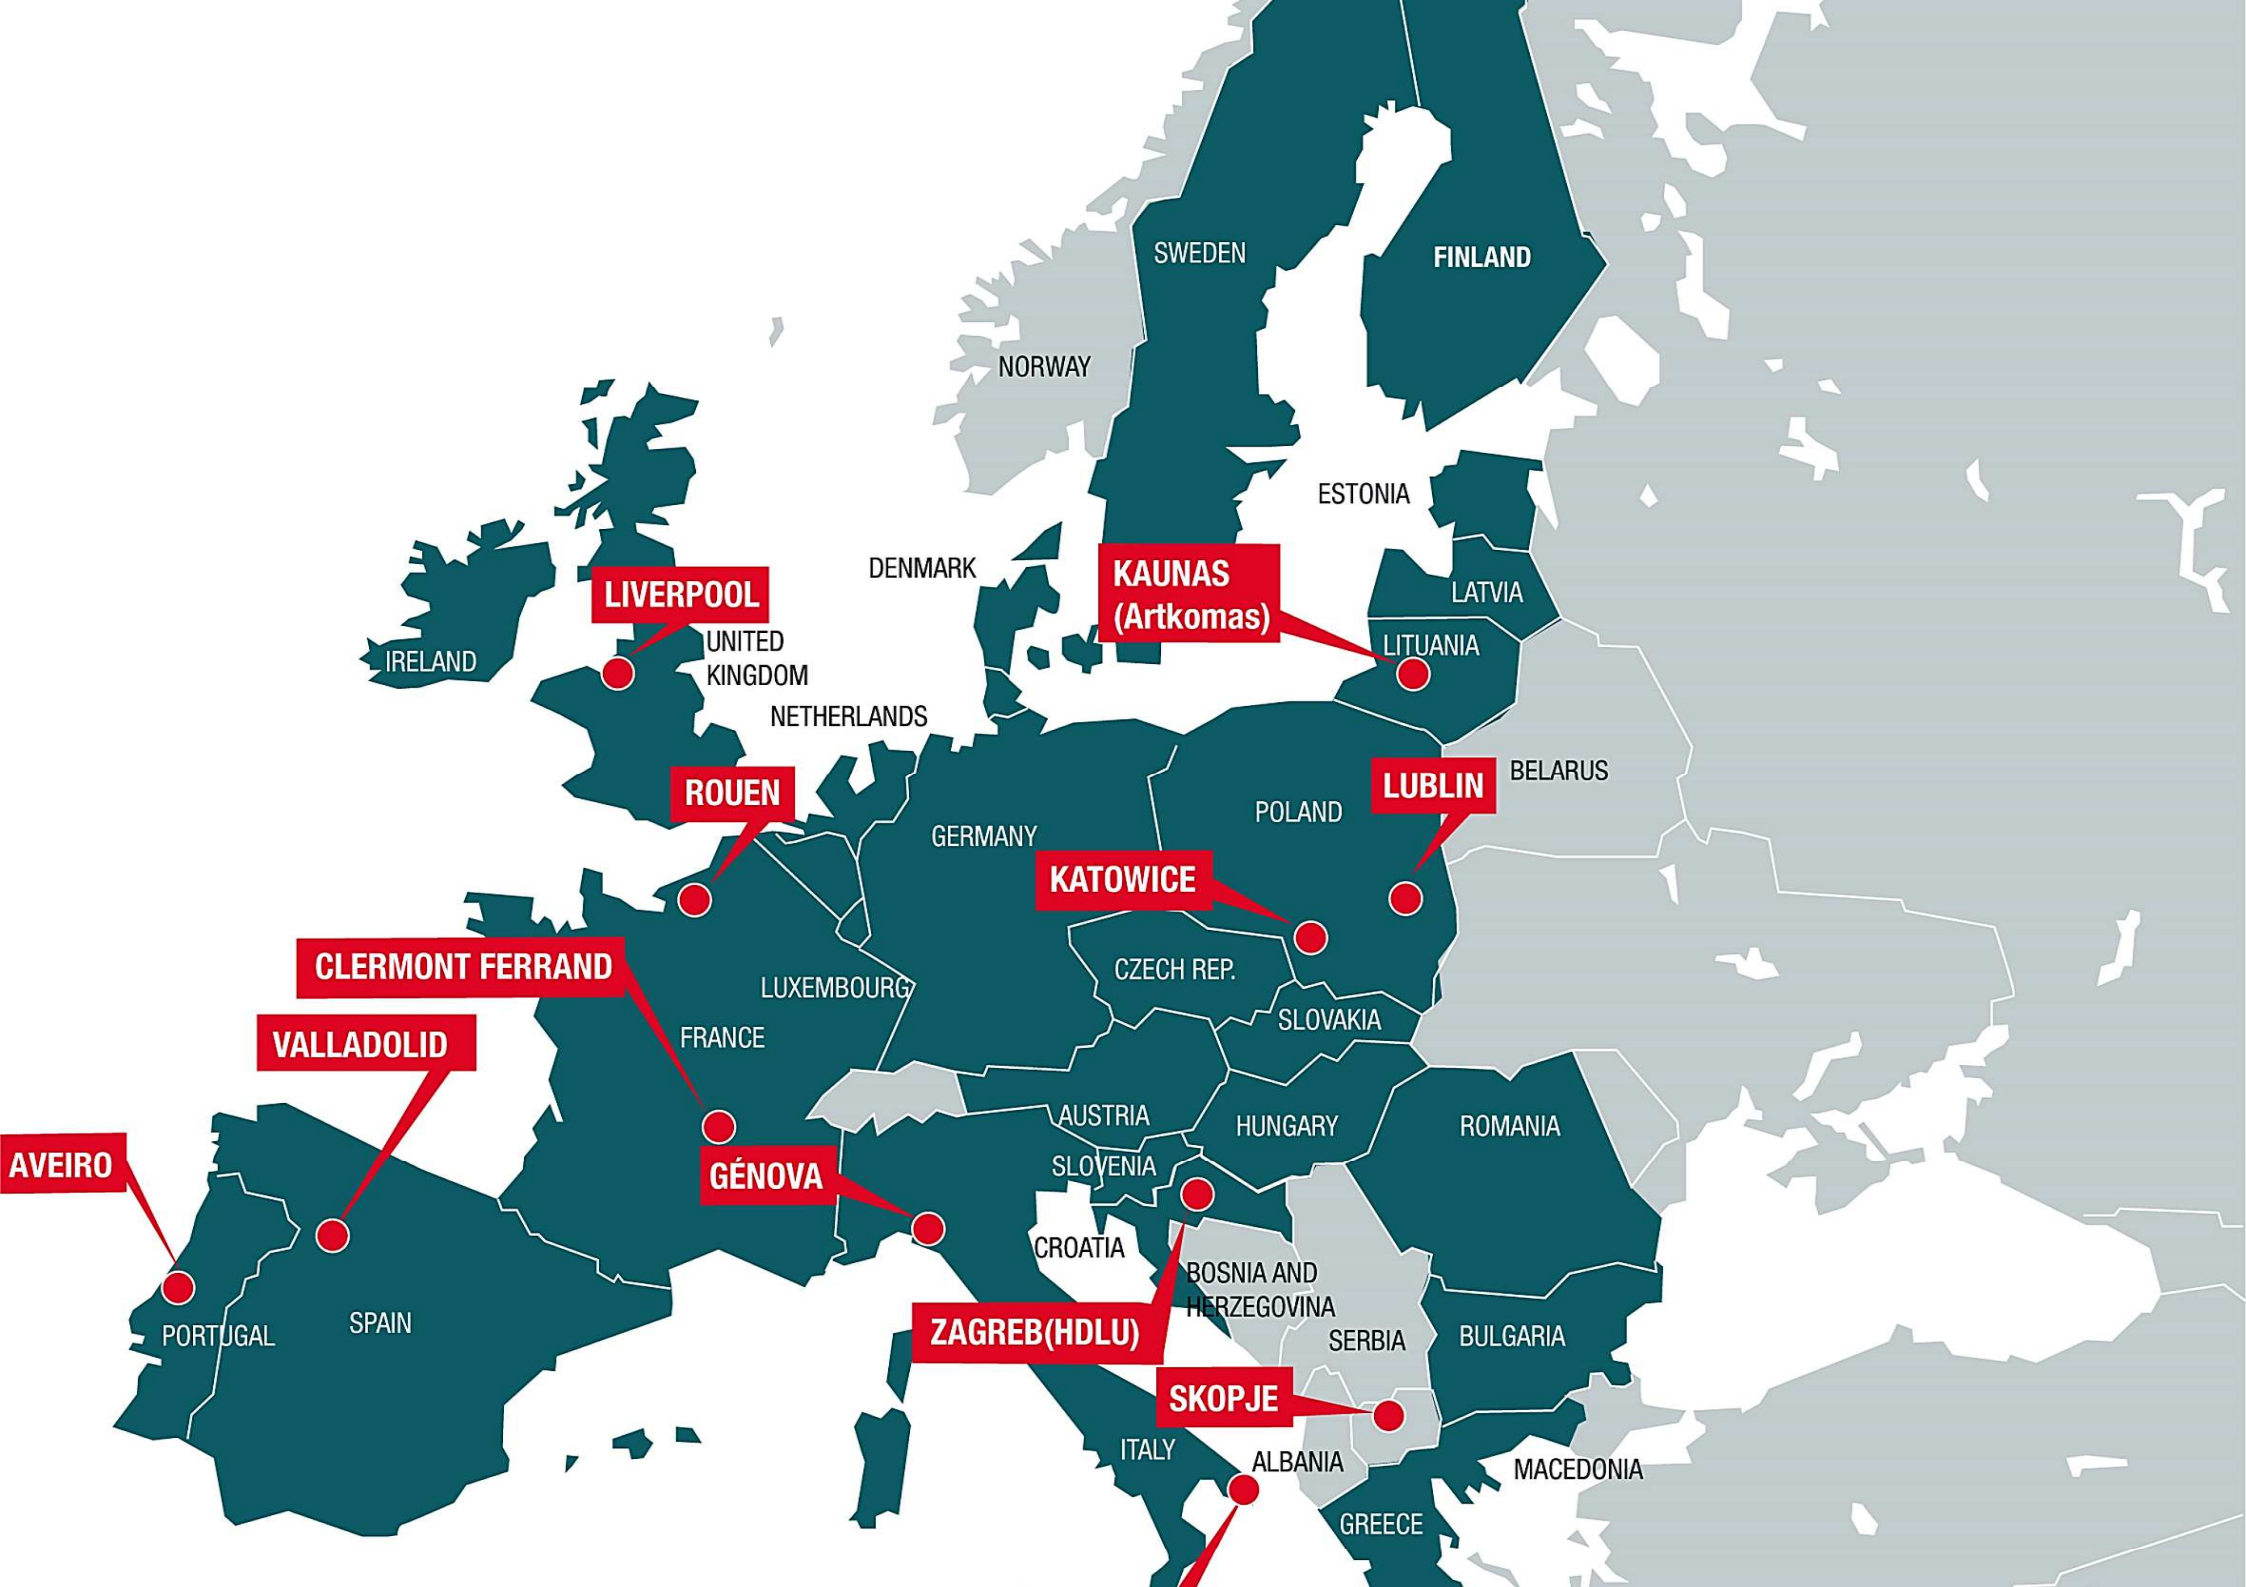 SWEDEN
FINLAND
NORWAY
ESTONIA
DENMARK
KAUNAS
(Artkomas)
LATVIA
LIVERPOOL
UNITED
KINGDOM
IRELAND
LITUANIA
NETHERLANDS
BELARUS
LUBLIN
ROUEN
POLAND
GERMANY
KATOWICE
CLERMONT FERRAND
CZECH REP.
LUXEMBOURG
SLOVAKIA
FRANCE
VALLADOLID
AUSTRIA
HUNGARY
ROMANIA
AVEIRO
GÉNOVA
SLOVENIA
CROATIA
BOSNIA AND
HERZEGOVINA
PORTUGAL
SPAIN
ZAGREB(HDLU)
SERBIA
BULGARIA
SKOPJE
ITALY
ALBANIA
MACEDONIA
GREECE